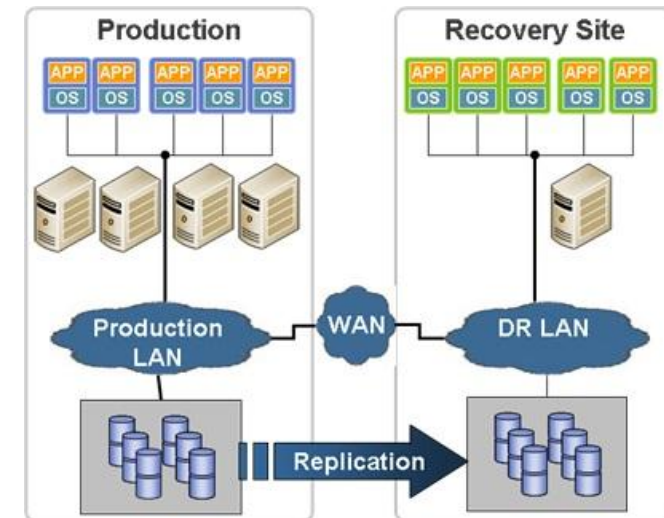 Production
Recovery Site
APP APP APP APP APP
OS OS OS OS OS
APP APP APP APP APP
OS OS OS OS OS
Production
LAN
WAN
DR LAN
Replication